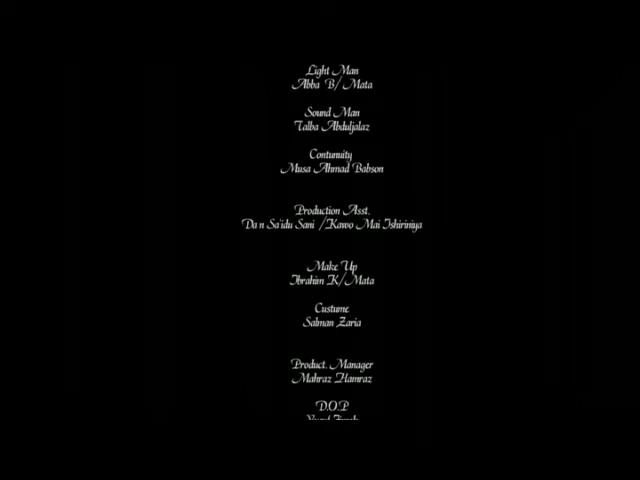 Light Man
Abba B/ Mata
Sound Man
Talba Abduljalaz
Contunuity
Musa Ahmad Babson
Production Asst.
Da n Sa'idu Sani /Kawo Mai Ishiriniya
Make Up
Ibrahim K/Mata
Custume
Salman Zaria
Product. Manager
Mahraz Hamraz
D.O.P